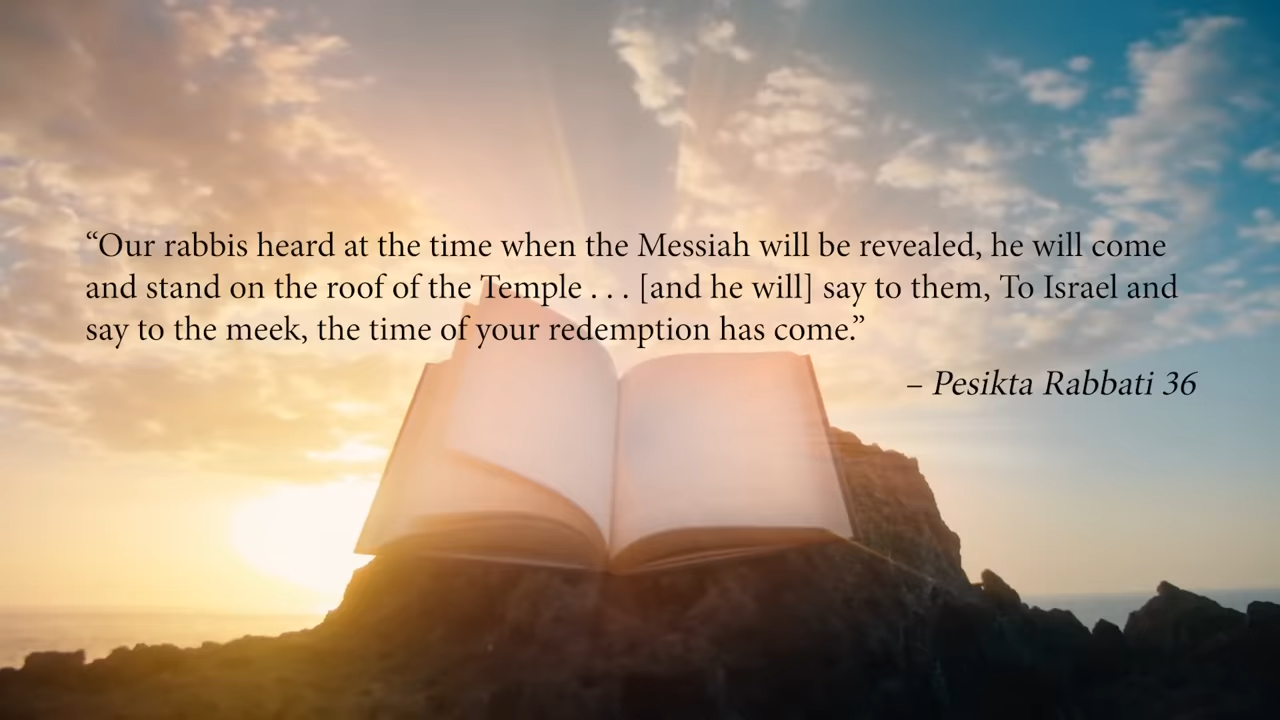 “Our rabbis heard at the time when the Messiah will be revealed, he will come
and stand on the roof of the Temple . . . [and he will] say to them, To Israel and
say to the meek, the time of your redemption has come.”
– Pesikta Rabbati 36